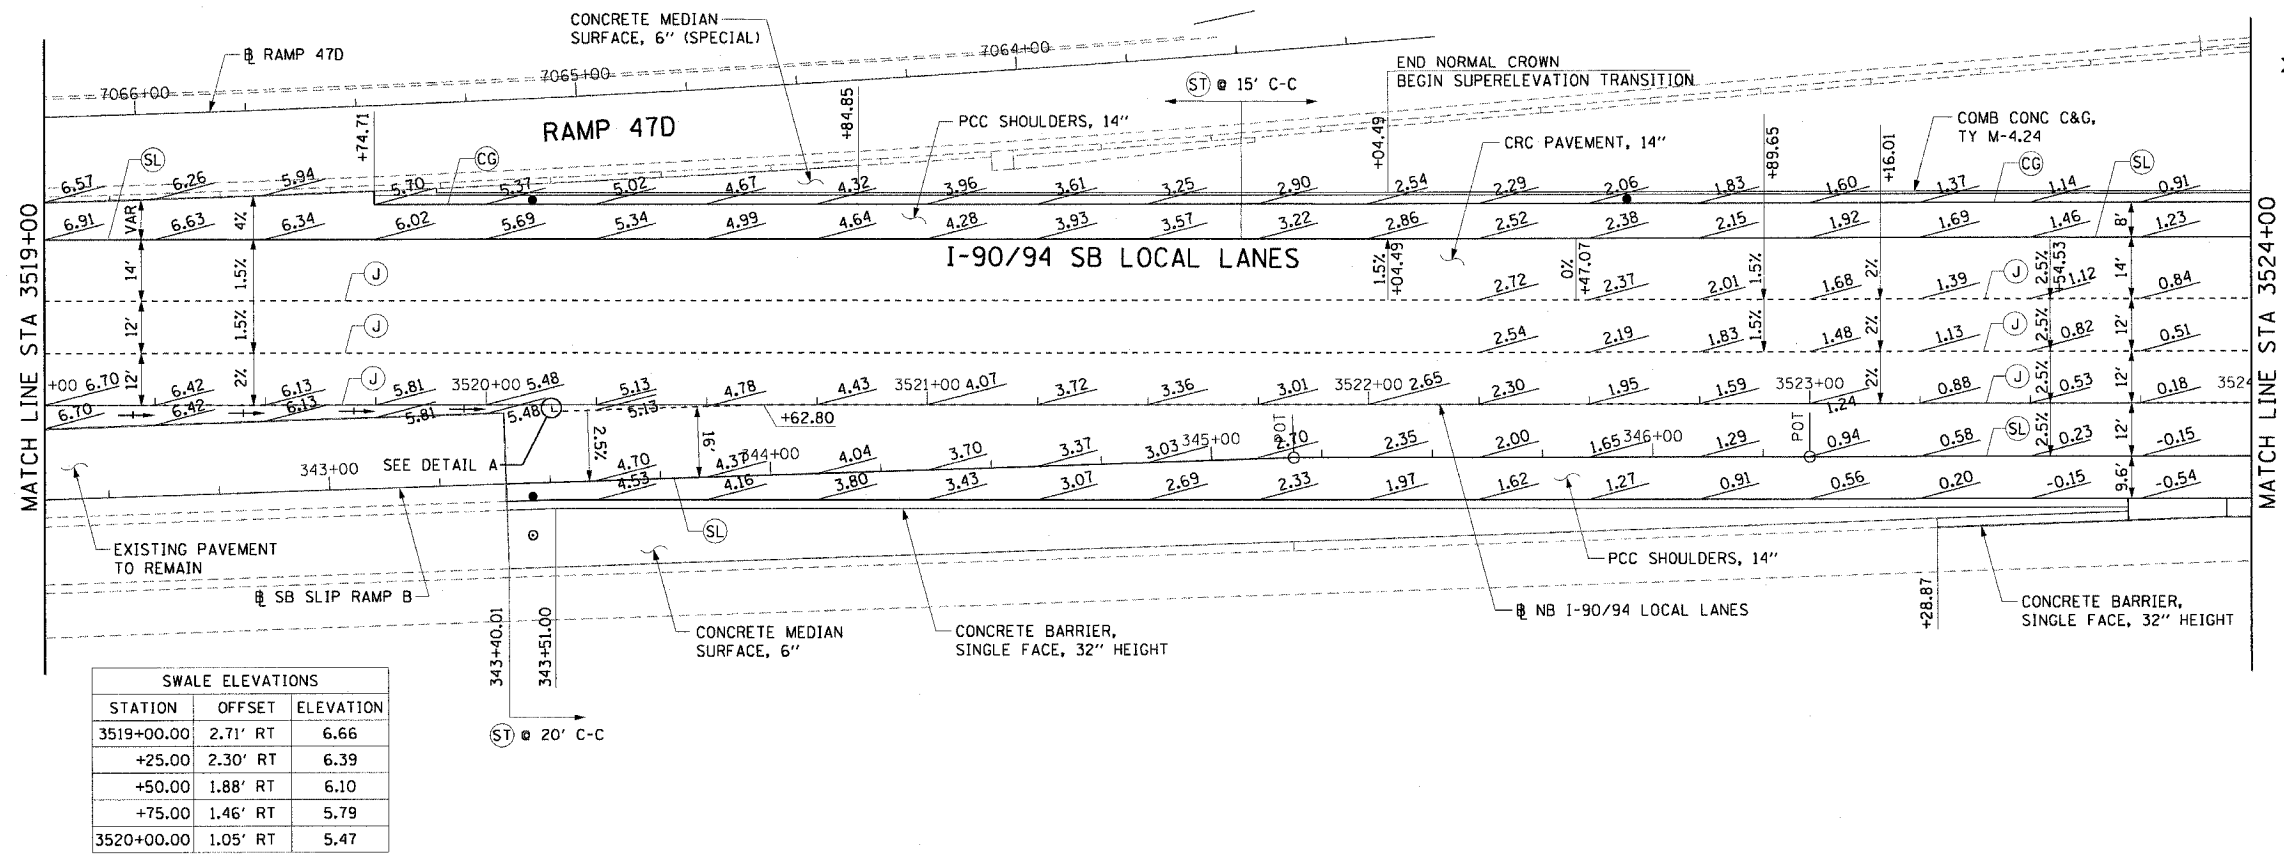 CONCRETE MEDIAN
SURFACE, 6" (SPECIAL)
℄ RAMP 47D
7066+00
7065+00
7064+00
+74.71
RAMP 47D
+84.85
PCC SHOULDERS, 14"
ST @ 15' C-C
END NORMAL CROWN
BEGIN SUPERELEVATION TRANSITION
+04.49
CRC PAVEMENT, 14"
+89.65
+16.01
COMB CONC C&G,
TY M-4.24
SL
CG
CG
SL
6.57 6.26 5.94 5.70 5.37 5.02 4.67 4.32 3.96 3.61 3.25 2.90 2.54 2.29 2.06 1.83 1.60 1.37 1.14 0.91
6.91 VAR 6.63 4% 6.34 6.02 5.69 5.34 4.99 4.64 4.28 3.93 3.57 3.22 2.86 2.52 2.38 2.15 1.92 1.69 1.46 8' 1.23
MATCH LINE STA 3519+00
MATCH LINE STA 3524+00
I-90/94 SB LOCAL LANES
14' 1.5% J 1.5% +04.49 2.72 0% +47.07 2.37 2.01 1.5% 1.68 2% 1.39 J 2.5% +54.53 1.12 14' 0.84
12' 1.5% J 2.54 2.19 1.83 1.5% 1.48 2% 1.13 J 2.5% 0.82 12' 0.51
+00 6.70 12' 6.42 2% 6.13 J 5.81 3520+00 5.48 5.13 4.78 4.43 3521+00 4.07 3.72 3.36 3.01 3522+00 2.65 2.30 1.95 1.59 3523+00 2% 0.88 J 2.5% 0.53 12' 0.18 3524
6.70 6.42 6.13 5.81 5.48 L 5.13 +62.80 1.24
2.5% 16'
343+00 SEE DETAIL A 4.70 4.37 344+00 4.04 3.70 3.37 3.03 345+00 POT 2.70 2.35 2.00 1.65 346+00 1.29 POT 0.94 0.58 SL 2.5% 0.23 12' -0.15
4.53 4.16 3.80 3.43 3.07 2.69 2.33 1.97 1.62 1.27 0.91 0.56 0.20 -0.15 9.6' -0.54
SL
EXISTING PAVEMENT
TO REMAIN
℄ SB SLIP RAMP B
343+40.01
343+51.00
CONCRETE MEDIAN
SURFACE, 6"
CONCRETE BARRIER,
SINGLE FACE, 32" HEIGHT
PCC SHOULDERS, 14"
℄ NB I-90/94 LOCAL LANES
+28.87
CONCRETE BARRIER,
SINGLE FACE, 32" HEIGHT
ST @ 20' C-C
SWALE ELEVATIONS
STATION OFFSET ELEVATION
3519+00.00 2.71' RT 6.66
+25.00 2.30' RT 6.39
+50.00 1.88' RT 6.10
+75.00 1.46' RT 5.79
3520+00.00 1.05' RT 5.47